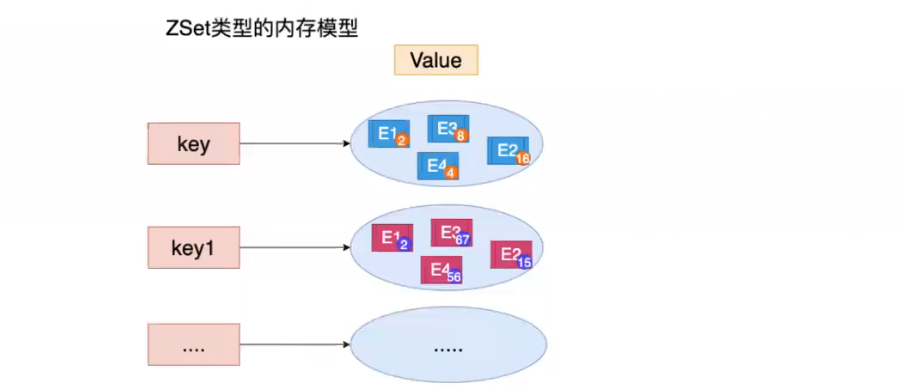 ZSet类型的内存模型
Value
key
E1 2
E3 8
E4 4
E2 16
key1
E1 2
E3 67
E4 56
E2 15
....
.....